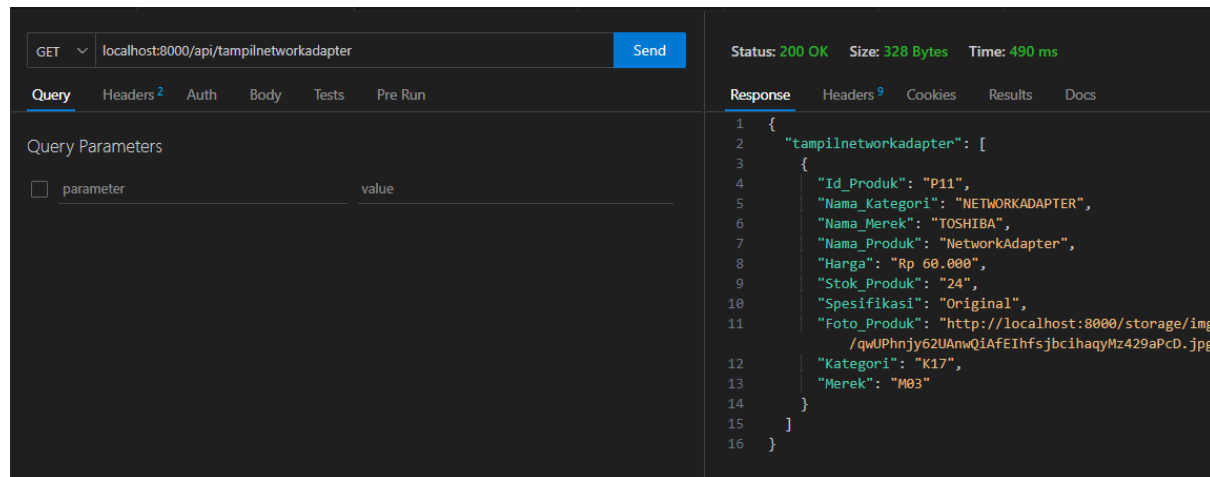 GET localhost:8000/api/tampilnetworkadapter Send
Query Headers 2 Auth Body Tests Pre Run
Query Parameters
parameter value
Status: 200 OK Size: 328 Bytes Time: 490 ms
Response Headers 9 Cookies Results Docs
1 {
2 "tampilnetworkadapter": [
3 {
4 "Id_Produk": "P11",
5 "Nama_Kategori": "NETWORKADAPTER",
6 "Nama_Merek": "TOSHIBA",
7 "Nama_Produk": "NetworkAdapter",
8 "Harga": "Rp 60.000",
9 "Stok_Produk": "24",
10 "Spesifikasi": "Original",
11 "Foto_Produk": "http://localhost:8000/storage/img
/qwUPhnjy62UAnwQiAfEIhfsjbcihaqyMz429aPcD.jpg
12 "Kategori": "K17",
13 "Merek": "M03"
14 }
15 ]
16 }